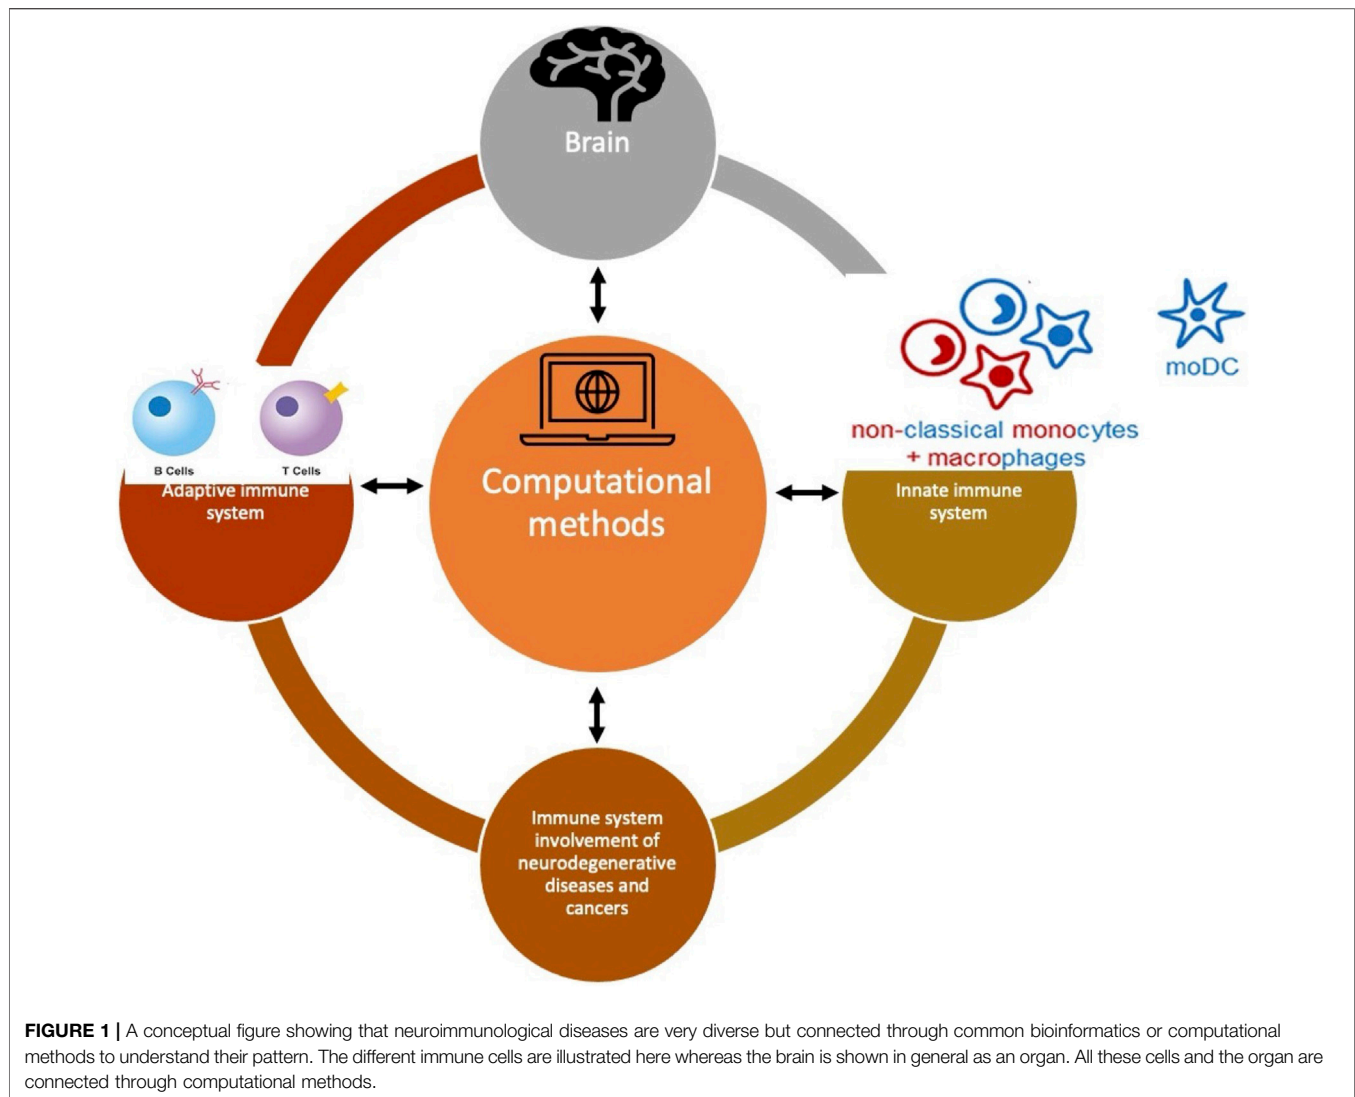 Brain
moDC
non-classical monocytes
+ macrophages
B Cells
T Cells
Adaptive immune
system
Computational
methods
Innate immune
system
Immune system
involvement of
neurodegenerative
diseases and
cancers
FIGURE 1 | A conceptual figure showing that neuroimmunological diseases are very diverse but connected through common bioinformatics or computational
methods to understand their pattern. The different immune cells are illustrated here whereas the brain is shown in general as an organ. All these cells and the organ are
connected through computational methods.